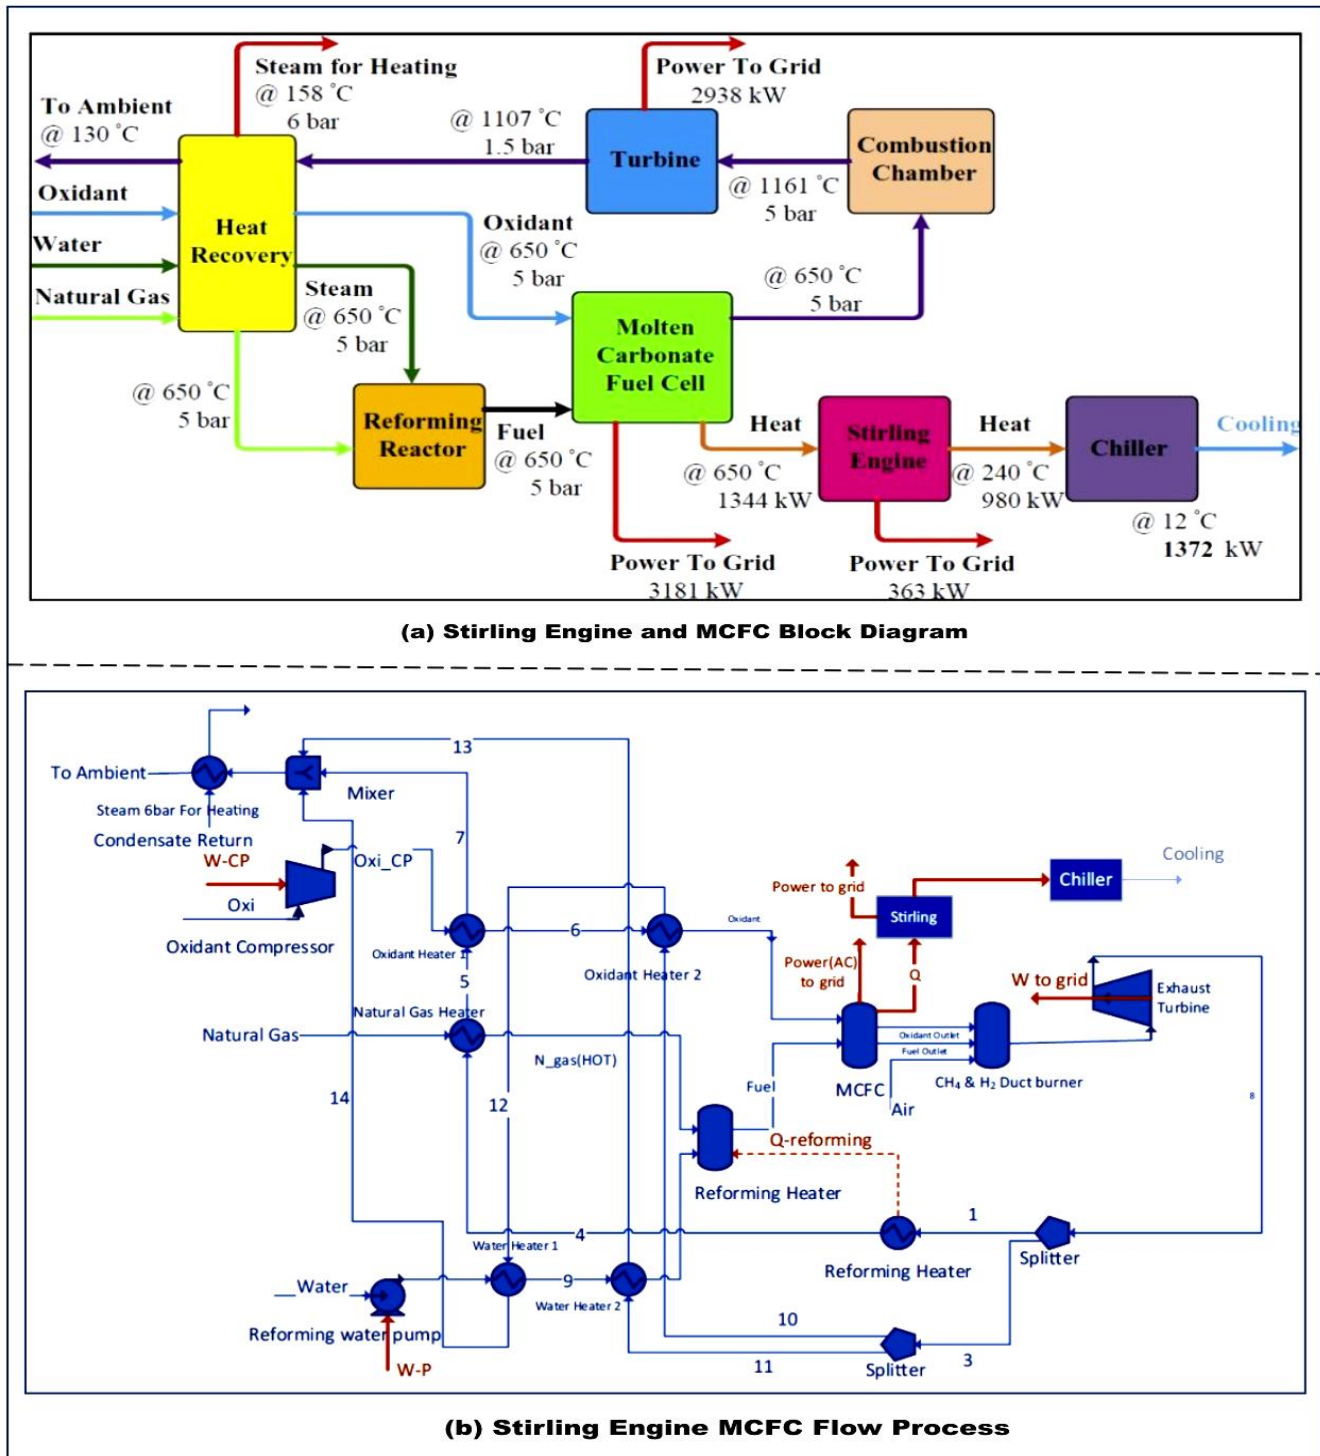 Steam for Heating
@ 158 °C
6 bar
Power To Grid
2938 kW
To Ambient
@ 130 °C
@ 1107 °C
1.5 bar
Turbine
Combustion
Chamber
@ 1161 °C
5 bar
Oxidant
Water
Natural Gas
Heat
Recovery
Oxidant
@ 650 °C
5 bar
Steam
@ 650 °C
5 bar
@ 650 °C
5 bar
@ 650 °C
5 bar
Molten
Carbonate
Fuel Cell
Reforming
Reactor
Fuel
@ 650 °C
5 bar
Heat
@ 650 °C
1344 kW
Stirling
Engine
Heat
@ 240 °C
980 kW
Chiller
Cooling
@ 12 °C
1372 kW
Power To Grid
3181 kW
Power To Grid
363 kW
(a) Stirling Engine and MCFC Block Diagram
13
To Ambient
Mixer
Steam 6bar For Heating
Condensate Return
7
W-CP
Oxi_CP
Oxi
Oxidant Compressor
Cooling
Chiller
Power to grid
Stirling
Oxidant
6
Oxidant Heater 1
Oxidant Heater 2
5
Power(AC)
to grid
Q
W to grid
Exhaust
Turbine
Natural Gas Heater
Natural Gas
N_gas(HOT)
Oxidant Outlet
Fuel Outlet
MCFC
CH₄ & H₂ Duct burner
Fuel
Air
14
12
8
Q-reforming
Reforming Heater
1
4
Splitter
Reforming Heater
Water Heater 1
Water
9
Water Heater 2
Reforming water pump
W-P
10
11
3
Splitter
(b) Stirling Engine MCFC Flow Process